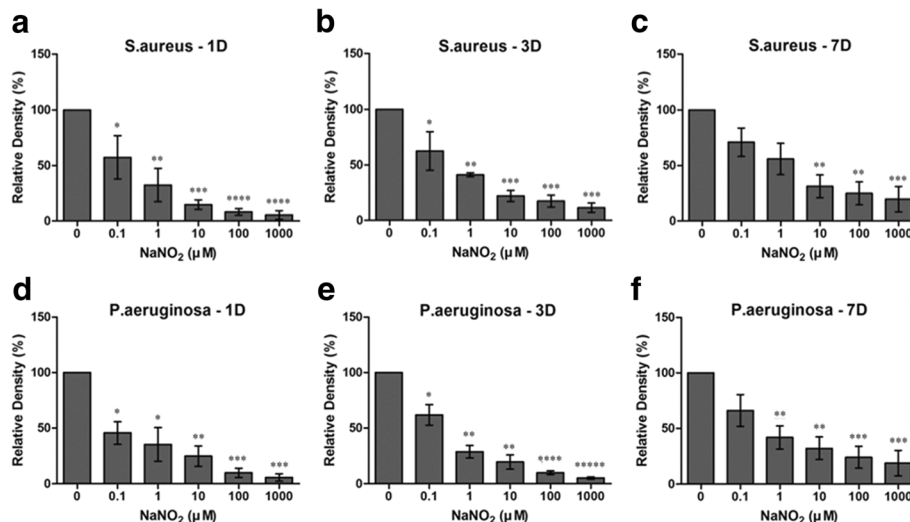 a
S.aureus - 1D
Relative Density (%)
150
100
50
0
* ** *** **** ****
0 0.1 1 10 100 1000
NaNO₂ (µM)
b
S.aureus - 3D
Relative Density (%)
150
100
50
0
* ** *** *** ***
0 0.1 1 10 100 1000
NaNO₂ (µM)
c
S.aureus - 7D
Relative Density (%)
150
100
50
0
** ** ***
0 0.1 1 10 100 1000
NaNO₂ (µM)
d
P.aeruginosa - 1D
Relative Density (%)
150
100
50
0
* * ** *** ***
0 0.1 1 10 100 1000
NaNO₂ (µM)
e
P.aeruginosa - 3D
Relative Density (%)
150
100
50
0
* ** ** **** *****
0 0.1 1 10 100 1000
NaNO₂ (µM)
f
P.aeruginosa - 7D
Relative Density (%)
150
100
50
0
** ** *** ***
0 0.1 1 10 100 1000
NaNO₂ (µM)